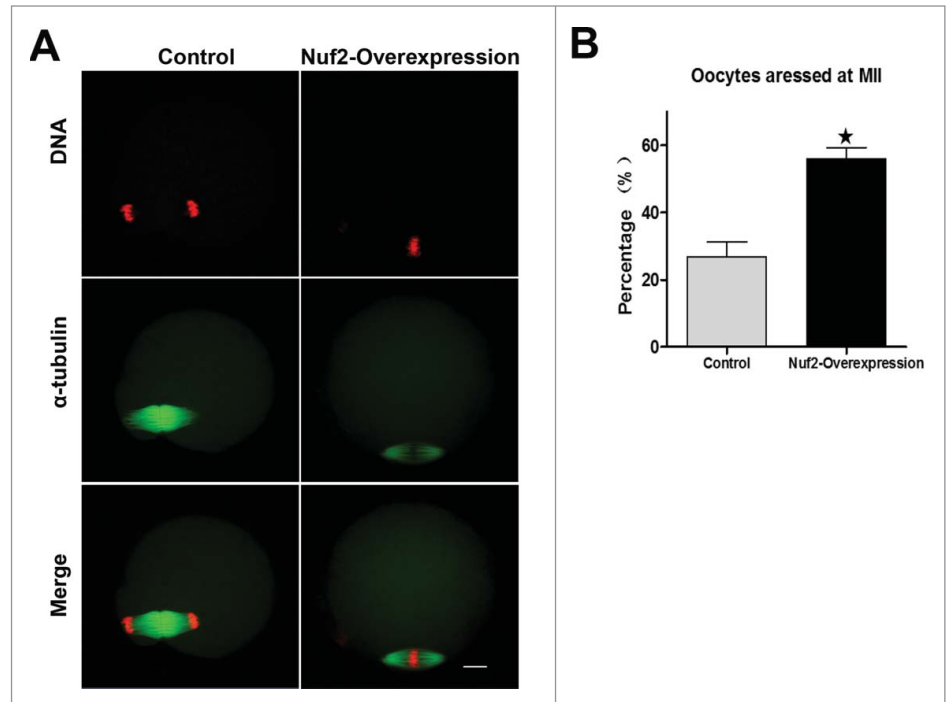 A
Control
Nuf2-Overexpression
DNA
α-tubulin
Merge
B
Oocytes aressed at MII
Percentage (%)
60
40
20
0
Control
Nuf2-Overexpression